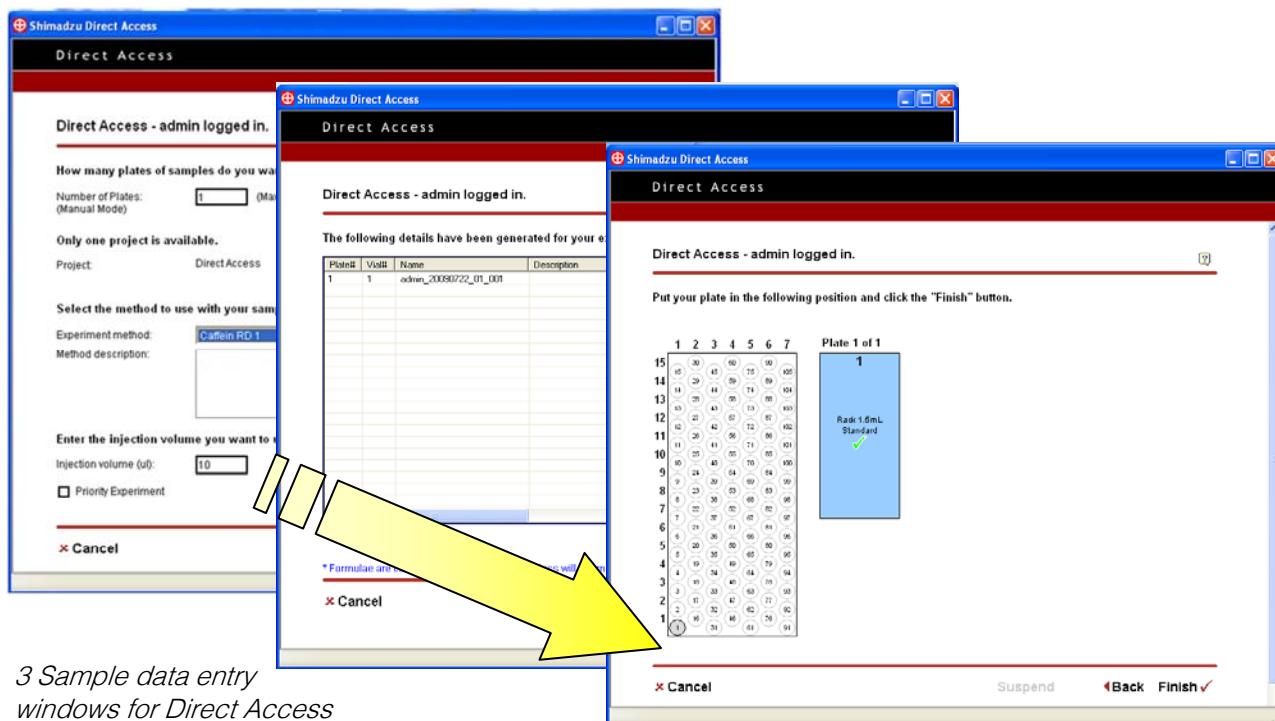 Shimadzu Direct Access
Direct Access
Direct Access - admin logged in.
How many plates of samples do you wa
Number of Plates: 1 (Ma
(Manual Mode)
Only one project is available.
Project: DirectAccess
Select the method to use with your sam
Experiment method: Caffein RD 1
Method description:
Enter the injection volume you want to
Injection volume (ul): 10
Priority Experiment
× Cancel
Shimadzu Direct Access
Direct Access
Direct Access - admin logged in.
The following details have been generated for your e
Plate# Vial# Name Description
1 1 admin_20090722_01_001
* Formulae are
× Cancel
Shimadzu Direct Access
Direct Access
Direct Access - admin logged in.
?
Put your plate in the following position and click the "Finish" button.
1 2 3 4 5 6 7
Plate 1 of 1
1
15
14
13
12
11
10
9
8
7
6
5
4
3
2
1
Rack 1.5mL
Standard
× Cancel Suspend Back Finish
3 Sample data entry
windows for Direct Access